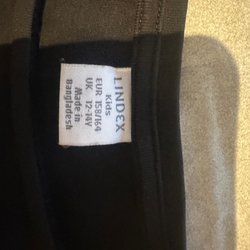 LINDEX
Kids
EUR 158/164
UK 12-14Y
Made in
Bangladesh